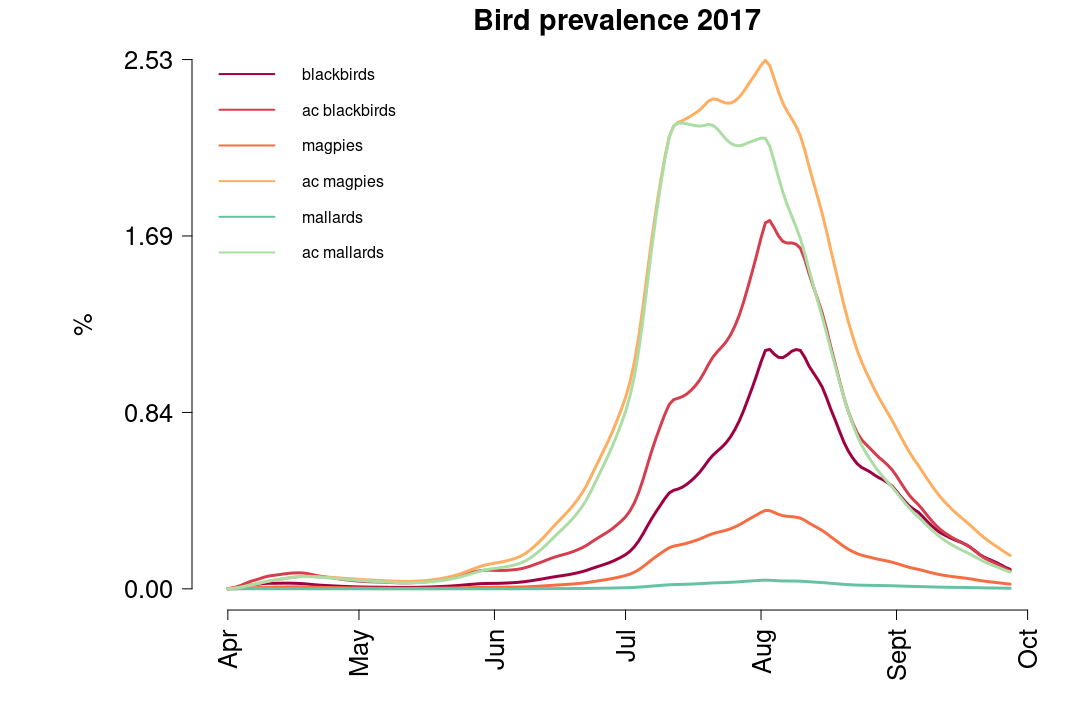 Bird prevalence 2017
2.53
1.69
0.84
0.00
%
blackbirds
ac blackbirds
magpies
ac magpies
mallards
ac mallards
Apr
May
Jun
Jul
Aug
Sept
Oct